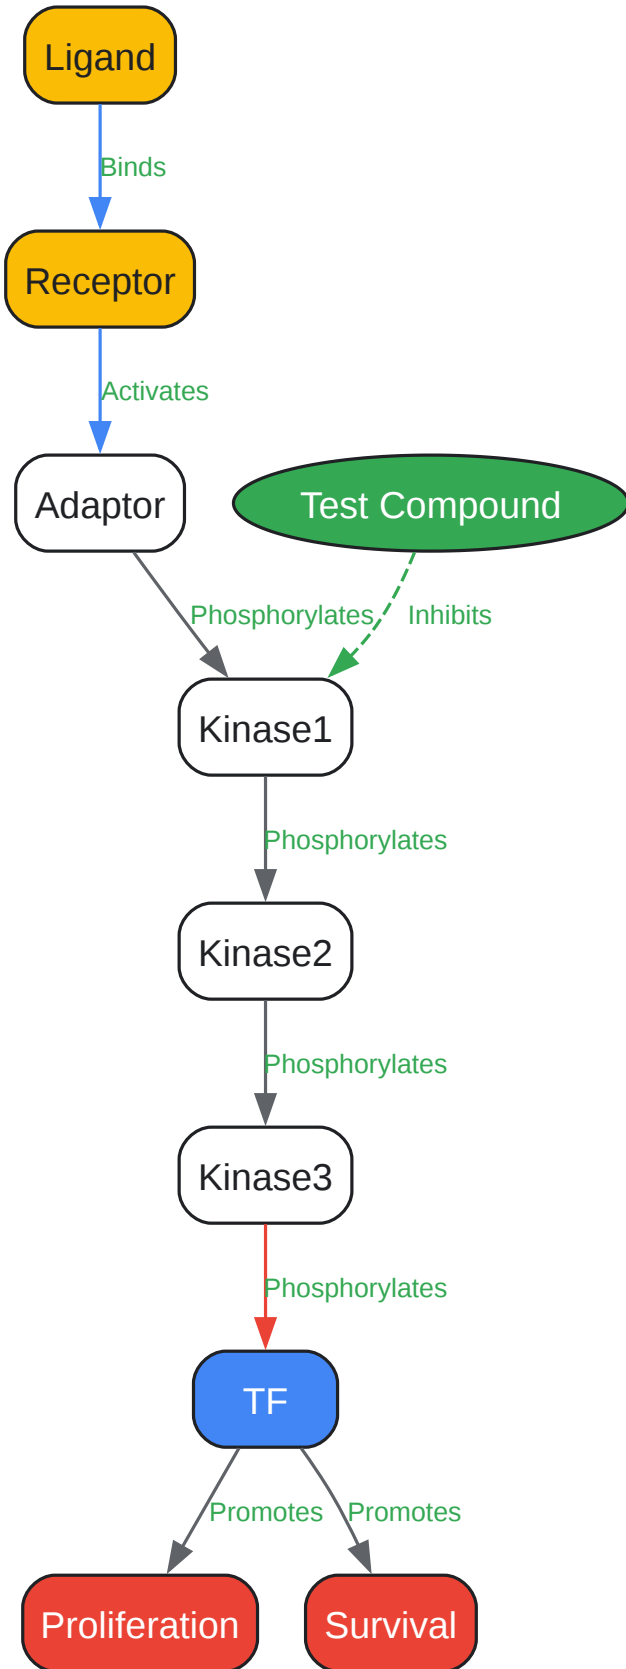 Ligand
Binds
Receptor
Activates
Adaptor
Test Compound
Phosphorylates
Inhibits
Kinase1
Phosphorylates
Kinase2
Phosphorylates
Kinase3
Phosphorylates
TF
Promotes
Promotes
Proliferation
Survival